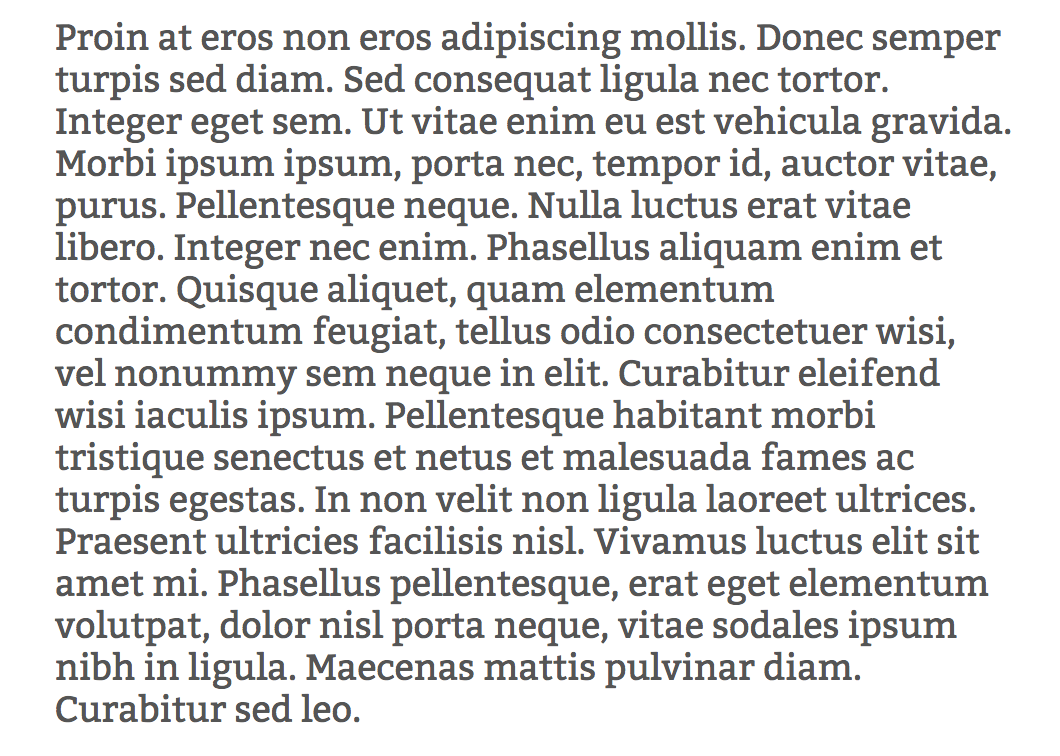 Proin at eros non eros adipiscing mollis. Donec semper
turpis sed diam. Sed consequat ligula nec tortor.
Integer eget sem. Ut vitae enim eu est vehicula gravida.
Morbi ipsum ipsum, porta nec, tempor id, auctor vitae,
purus. Pellentesque neque. Nulla luctus erat vitae
libero. Integer nec enim. Phasellus aliquam enim et
tortor. Quisque aliquet, quam elementum
condimentum feugiat, tellus odio consectetuer wisi,
vel nonummy sem neque in elit. Curabitur eleifend
wisi iaculis ipsum. Pellentesque habitant morbi
tristique senectus et netus et malesuada fames ac
turpis egestas. In non velit non ligula laoreet ultrices.
Praesent ultricies facilisis nisl. Vivamus luctus elit sit
amet mi. Phasellus pellentesque, erat eget elementum
volutpat, dolor nisl porta neque, vitae sodales ipsum
nibh in ligula. Maecenas mattis pulvinar diam.
Curabitur sed leo.